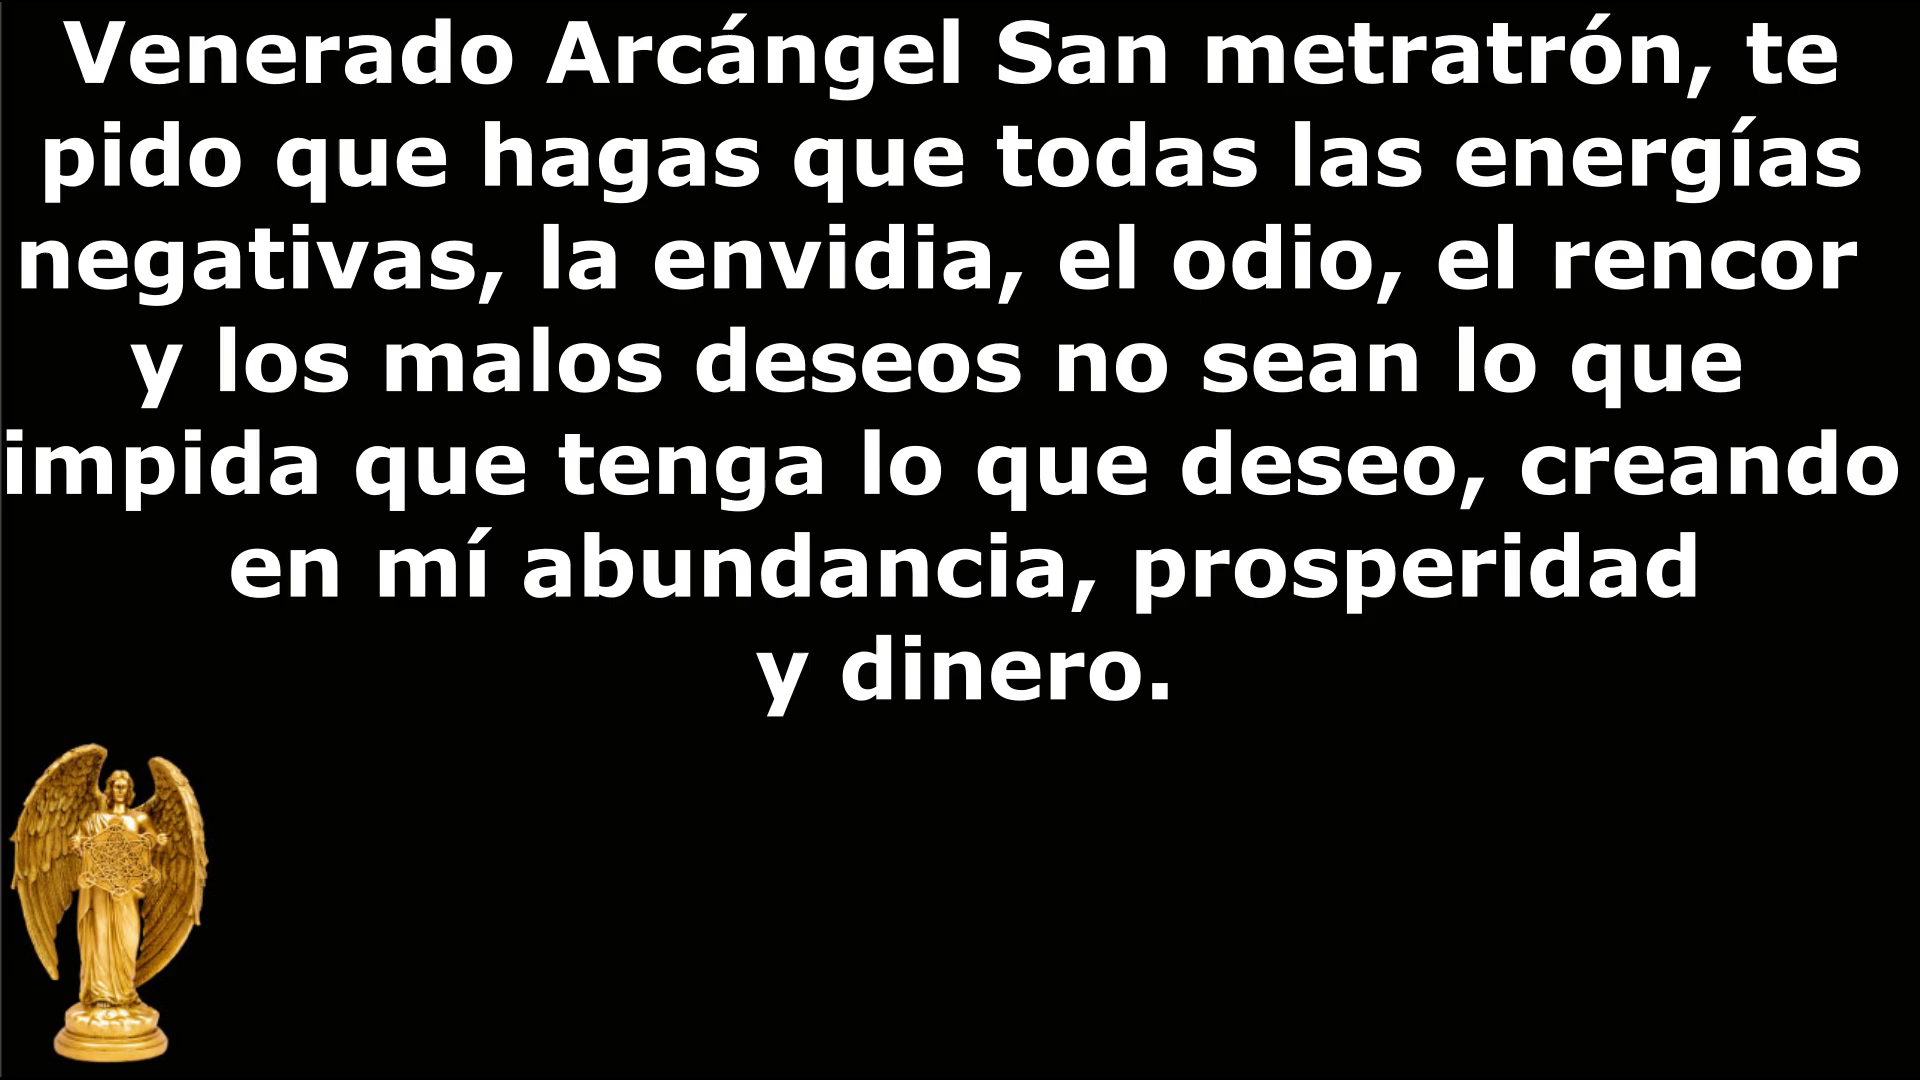 Venerado Arcángel San metratrón, te
pido que hagas que todas las energías
negativas, la envidia, el odio, el rencor
y los malos deseos no sean lo que
impida que tenga lo que deseo, creando
en mí abundancia, prosperidad
y dinero.